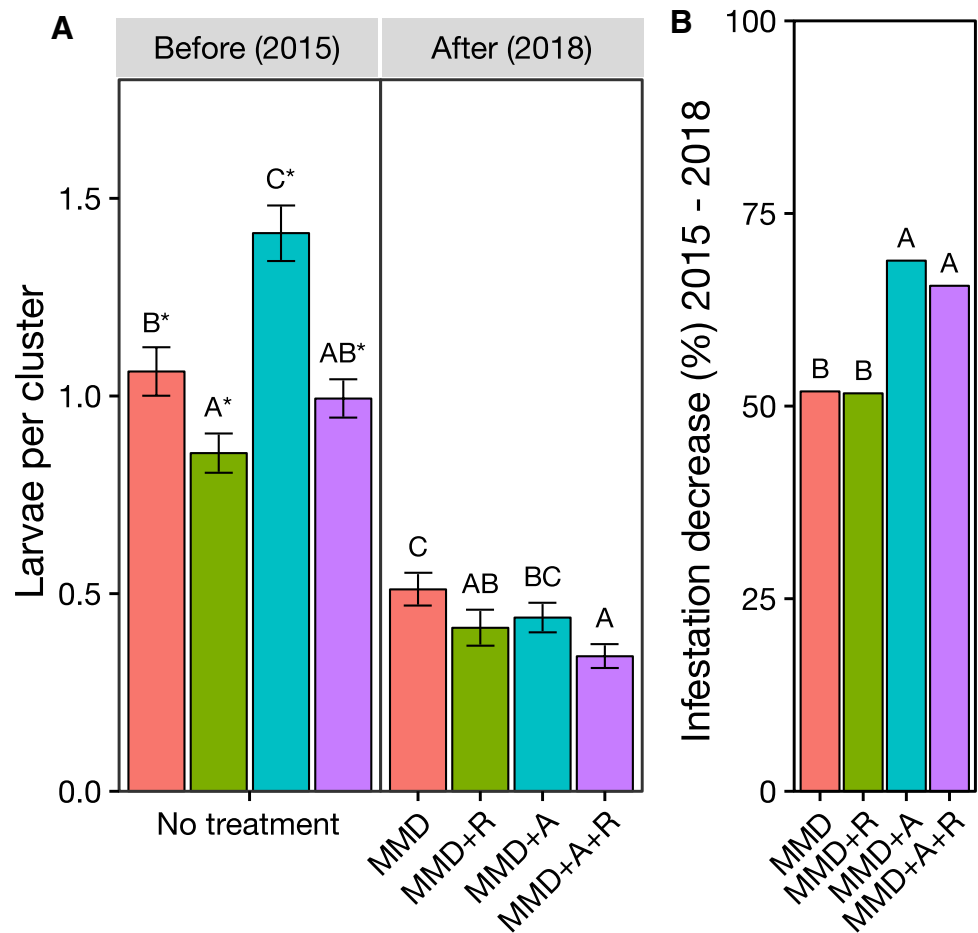 A
Before (2015)
After (2018)
Larvae per cluster
1.5
1.0
0.5
0.0
B*
A*
C*
AB*
C
AB
BC
A
No treatment
MMD
MMD+R
MMD+A
MMD+A+R
B
Infestation decrease (%) 2015 - 2018
100
75
50
25
0
B
B
A
A
MMD
MMD+R
MMD+A
MMD+A+R